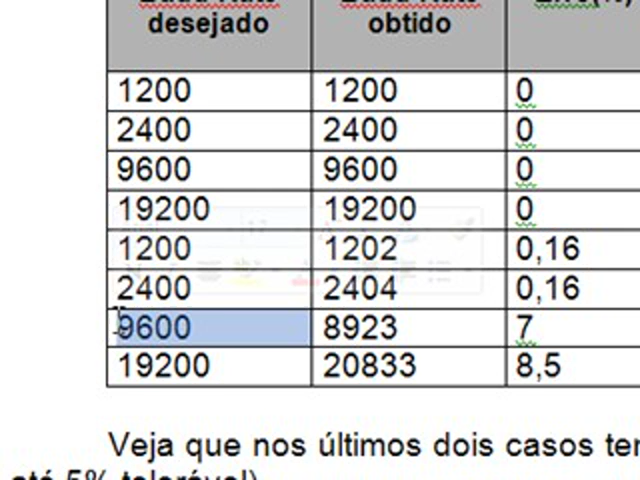 desejado obtido
1200 1200 0
2400 2400 0
9600 9600 0
19200 19200 0
1200 1202 0,16
2400 2404 0,16
9600 8923 7
19200 20833 8,5
Veja que nos últimos dois casos
até 5% tolerável)